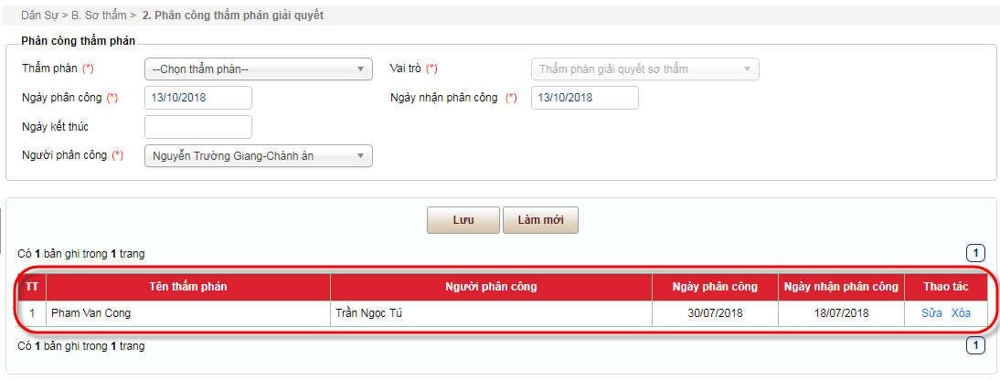 Dân Sự > B. Sơ thẩm > 2. Phân công thẩm phán giải quyết
Phân công thẩm phán
Thẩm phán (*) --Chọn thẩm phán-- Vai trò (*) Thẩm phán giải quyết sơ thẩm
Ngày phân công (*) 13/10/2018 Ngày nhận phân công (*) 13/10/2018
Ngày kết thúc
Người phân công (*) Nguyễn Trường Giang-Chánh án
Lưu Làm mới
Có 1 bản ghi trong 1 trang 1
TT Tên thẩm phán Người phân công Ngày phân công Ngày nhận phân công Thao tác
1 Pham Van Cong Trần Ngọc Tú 30/07/2018 18/07/2018 Sửa Xóa
Có 1 bản ghi trong 1 trang 1